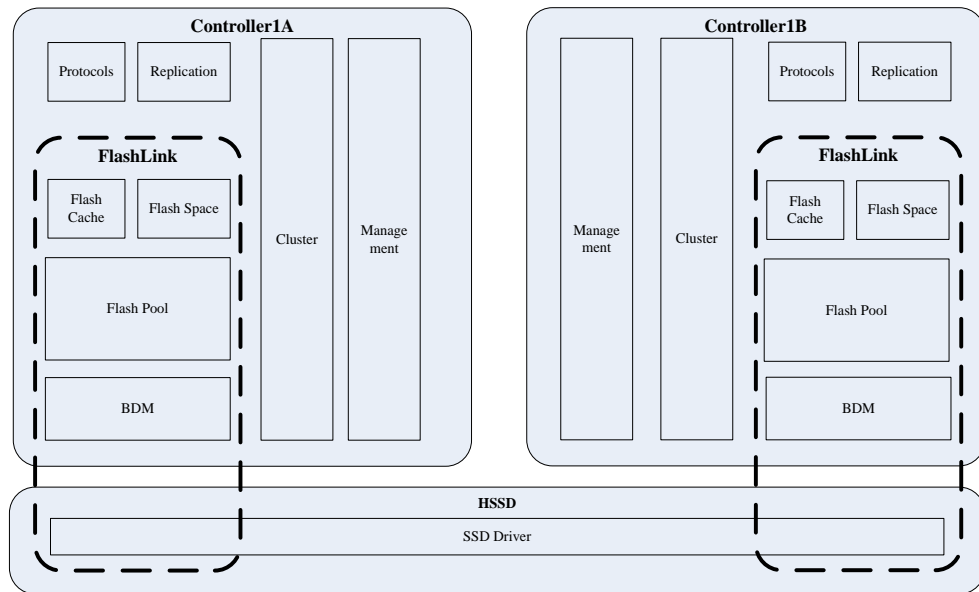 Controller1A
Protocols
Replication
FlashLink
Flash
Cache
Flash Space
Flash Pool
BDM
Cluster
Manage
ment
Controller1B
Manage
ment
Cluster
Protocols
Replication
FlashLink
Flash
Cache
Flash Space
Flash Pool
BDM
HSSD
SSD Driver